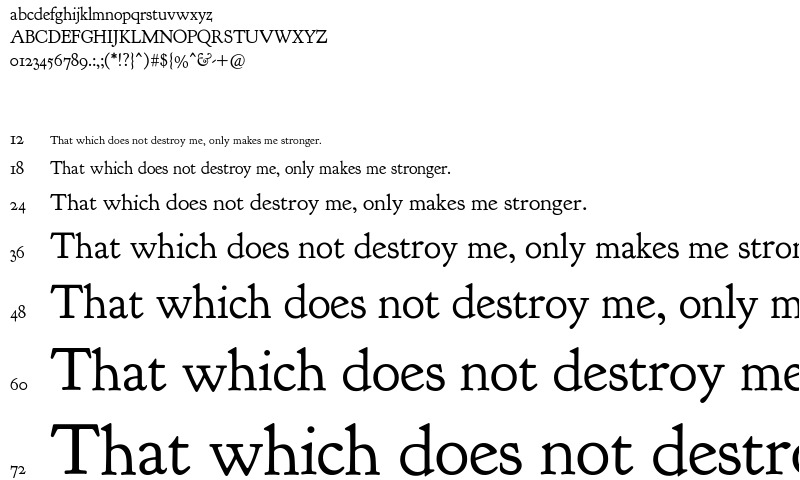 abcdefghijklmnopqrstuvwxyz
ABCDEFGHIJKLMNOPQRSTUVWXYZ
0123456789.:,;(*!?}^)#${%^&-+@
12 That which does not destroy me, only makes me stronger.
18 That which does not destroy me, only makes me stronger.
24 That which does not destroy me, only makes me stronger.
36 That which does not destroy me, only makes me stron
48 That which does not destroy me, only m
60 That which does not destroy me
72 That which does not destro